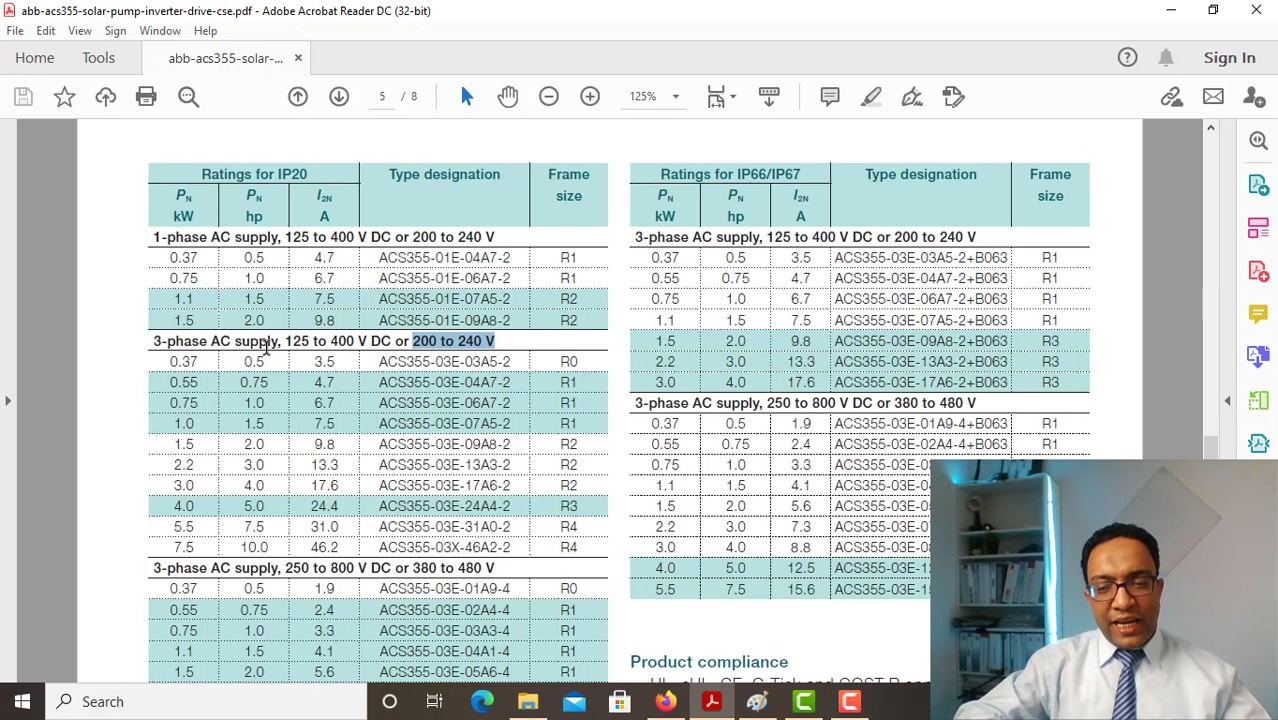 abb-acs355-solar-pump-inverter-drive-cse.pdf - Adobe Acrobat Reader DC (32-bit)
File Edit View Sign Window Help
Home Tools abb-acs355-solar-... × Sign In
5 / 8 125%
Ratings for IP20 Type designation Frame size
PN kW PN hp I2N A
1-phase AC supply, 125 to 400 V DC or 200 to 240 V
0.37 0.5 4.7 ACS355-01E-04A7-2 R1
0.75 1.0 6.7 ACS355-01E-06A7-2 R1
1.1 1.5 7.5 ACS355-01E-07A5-2 R2
1.5 2.0 9.8 ACS355-01E-09A8-2 R2
3-phase AC supply, 125 to 400 V DC or 200 to 240 V
0.37 0.5 3.5 ACS355-03E-03A5-2 R0
0.55 0.75 4.7 ACS355-03E-04A7-2 R1
0.75 1.0 6.7 ACS355-03E-06A7-2 R1
1.0 1.5 7.5 ACS355-03E-07A5-2 R1
1.5 2.0 9.8 ACS355-03E-09A8-2 R2
2.2 3.0 13.3 ACS355-03E-13A3-2 R2
3.0 4.0 17.6 ACS355-03E-17A6-2 R2
4.0 5.0 24.4 ACS355-03E-24A4-2 R3
5.5 7.5 31.0 ACS355-03E-31A0-2 R4
7.5 10.0 46.2 ACS355-03X-46A2-2 R4
3-phase AC supply, 250 to 800 V DC or 380 to 480 V
0.37 0.5 1.9 ACS355-03E-01A9-4 R0
0.55 0.75 2.4 ACS355-03E-02A4-4 R1
0.75 1.0 3.3 ACS355-03E-03A3-4 R1
1.1 1.5 4.1 ACS355-03E-04A1-4 R1
1.5 2.0 5.6 ACS355-03E-05A6-4 R1
Ratings for IP66/IP67 Type designation Frame size
PN kW PN hp I2N A
3-phase AC supply, 125 to 400 V DC or 200 to 240 V
0.37 0.5 3.5 ACS355-03E-03A5-2+B063 R1
0.55 0.75 4.7 ACS355-03E-04A7-2+B063 R1
0.75 1.0 6.7 ACS355-03E-06A7-2+B063 R1
1.1 1.5 7.5 ACS355-03E-07A5-2+B063 R1
1.5 2.0 9.8 ACS355-03E-09A8-2+B063 R3
2.2 3.0 13.3 ACS355-03E-13A3-2+B063 R3
3.0 4.0 17.6 ACS355-03E-17A6-2+B063 R3
3-phase AC supply, 250 to 800 V DC or 380 to 480 V
0.37 0.5 1.9 ACS355-03E-01A9-4+B063 R1
0.55 0.75 2.4 ACS355-03E-02A4-4+B063 R1
0.75 1.0 3.3 ACS355-03E-03
1.1 1.5 4.1 ACS355-03E-04
1.5 2.0 5.6 ACS355-03E-0
2.2 3.0 7.3 ACS355-03E-0
3.0 4.0 8.8 ACS355-03E-0
4.0 5.0 12.5 ACS355-03E-1
5.5 7.5 15.6 ACS355-03E-1
Product compliance
Search